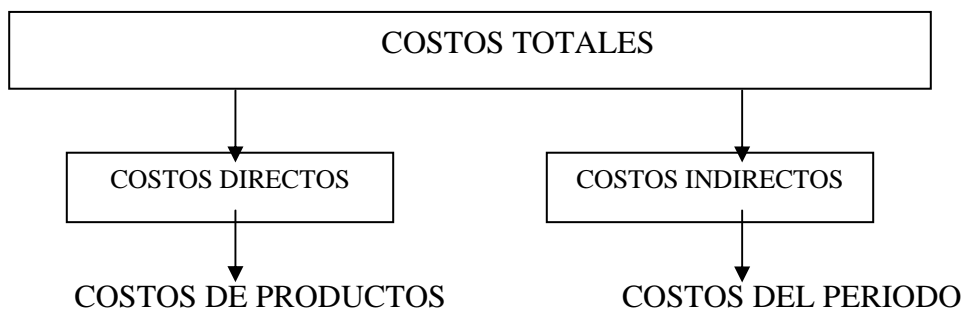 COSTOS TOTALES
COSTOS DIRECTOS
COSTOS INDIRECTOS
COSTOS DE PRODUCTOS
COSTOS DEL PERIODO